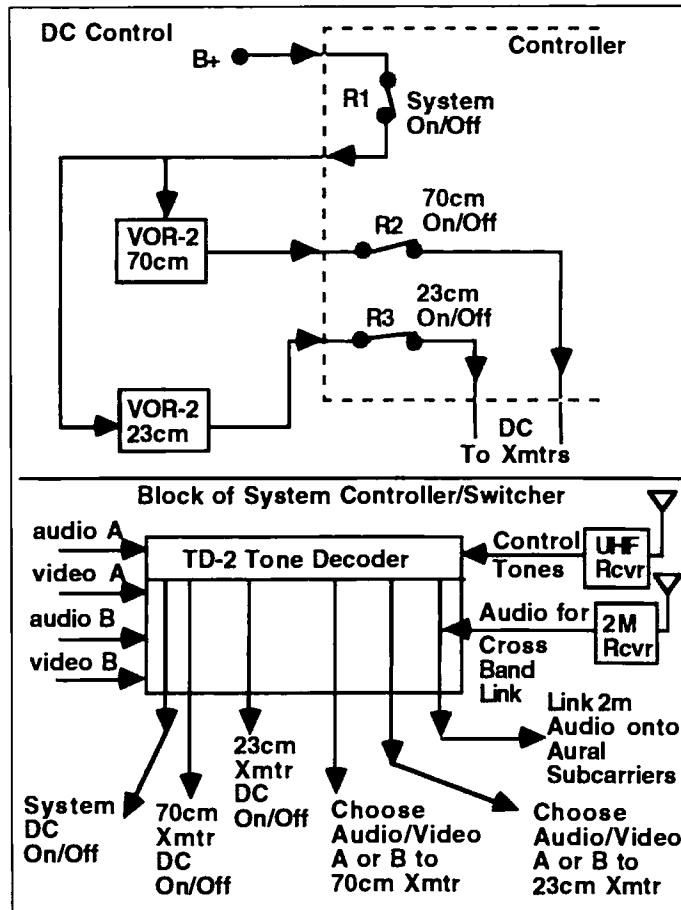 DC Control
Controller
B+
R1
System
On/Off
VOR-2
70cm
R2
70cm
On/Off
R3
23cm
On/Off
VOR-2
23cm
DC
To Xmtrs
Block of System Controller/Switcher
audio A
video A
audio B
video B
TD-2 Tone Decoder
Control
Tones
UHF
Rcvr
Audio for
Cross
Band
Link
2M
Rcvr
System
DC
On/Off
70cm
Xmtr
DC
On/Off
23cm
Xmtr
DC
On/Off
Choose
Audio/Video
A or B to
70cm Xmtr
Link 2m
Audio onto
Aural
Subcarriers
Choose
Audio/Video
A or B to
23cm Xmtr